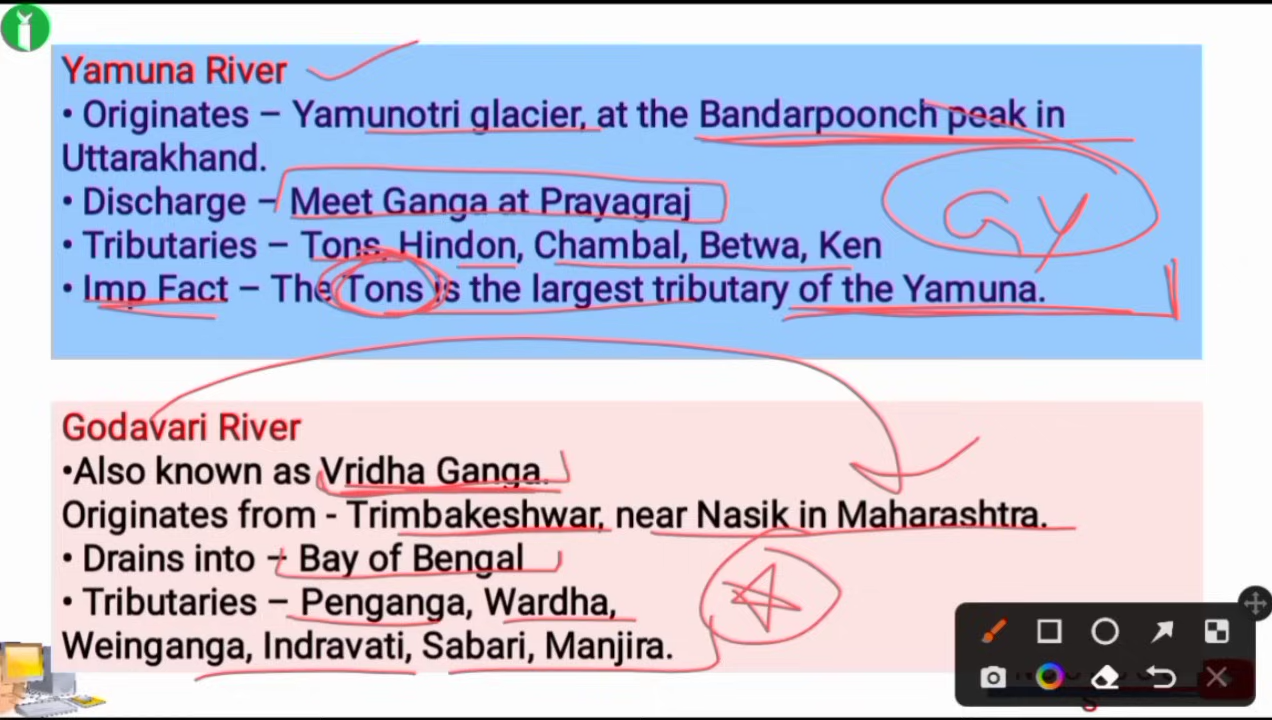 Yamuna River
• Originates – Yamunotri glacier, at the Bandarpoonch peak in
Uttarakhand.
• Discharge – Meet Ganga at Prayagraj
• Tributaries – Tons, Hindon, Chambal, Betwa, Ken
• Imp Fact – The Tons is the largest tributary of the Yamuna.
GY
Godavari River
•Also known as Vridha Ganga.
Originates from - Trimbakeshwar, near Nasik in Maharashtra.
• Drains into – Bay of Bengal
• Tributaries – Penganga, Wardha,
Weinganga, Indravati, Sabari, Manjira.